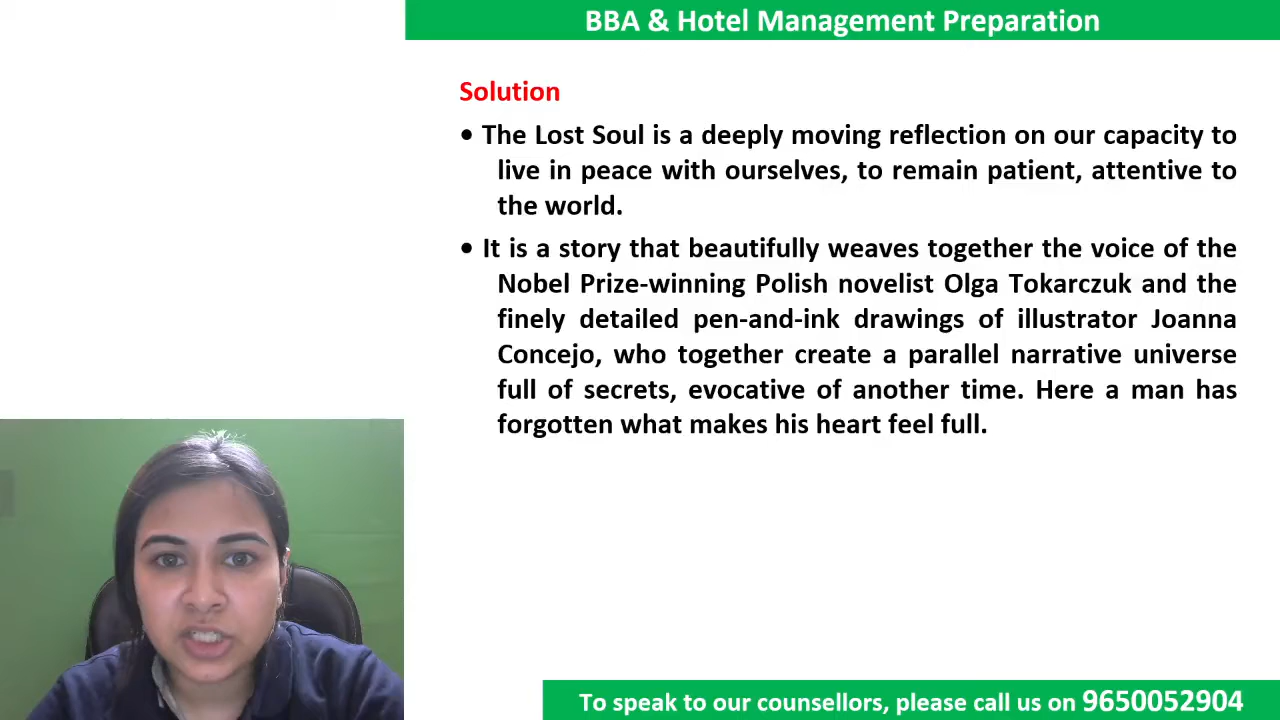 BBA & Hotel Management Preparation
Solution
• The Lost Soul is a deeply moving reflection on our capacity to
live in peace with ourselves, to remain patient, attentive to
the world.
• It is a story that beautifully weaves together the voice of the
Nobel Prize-winning Polish novelist Olga Tokarczuk and the
finely detailed pen-and-ink drawings of illustrator Joanna
Concejo, who together create a parallel narrative universe
full of secrets, evocative of another time. Here a man has
forgotten what makes his heart feel full.
To speak to our counsellors, please call us on 9650052904